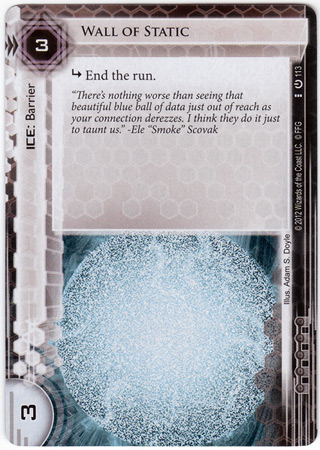 3
WALL OF STATIC
ICE: Barrier
End the run.
“There’s nothing worse than seeing that
beautiful blue ball of data just out of reach as
your connection derezzes. I think they do it just
to taunt us.” -Ele “Smoke” Scovak
3
Illus. Adam S. Doyle
© 2012 Wizards of the Coast LLC. © FFG
113